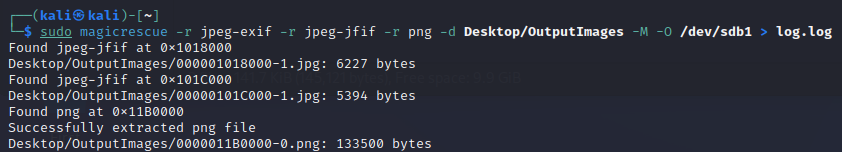 ┌──(kali㉿kali)-[~]
└─$ sudo magicrescue -r jpeg-exif -r jpeg-jfif -r png -d Desktop/OutputImages -M -O /dev/sdb1 > log.log
Found jpeg-jfif at 0×1018000
Desktop/OutputImages/000001018000-1.jpg: 6227 bytes
Found jpeg-jfif at 0×101C000
Desktop/OutputImages/00000101C000-1.jpg: 5394 bytes
Found png at 0×11B0000
Successfully extracted png file
Desktop/OutputImages/0000011B0000-0.png: 133500 bytes